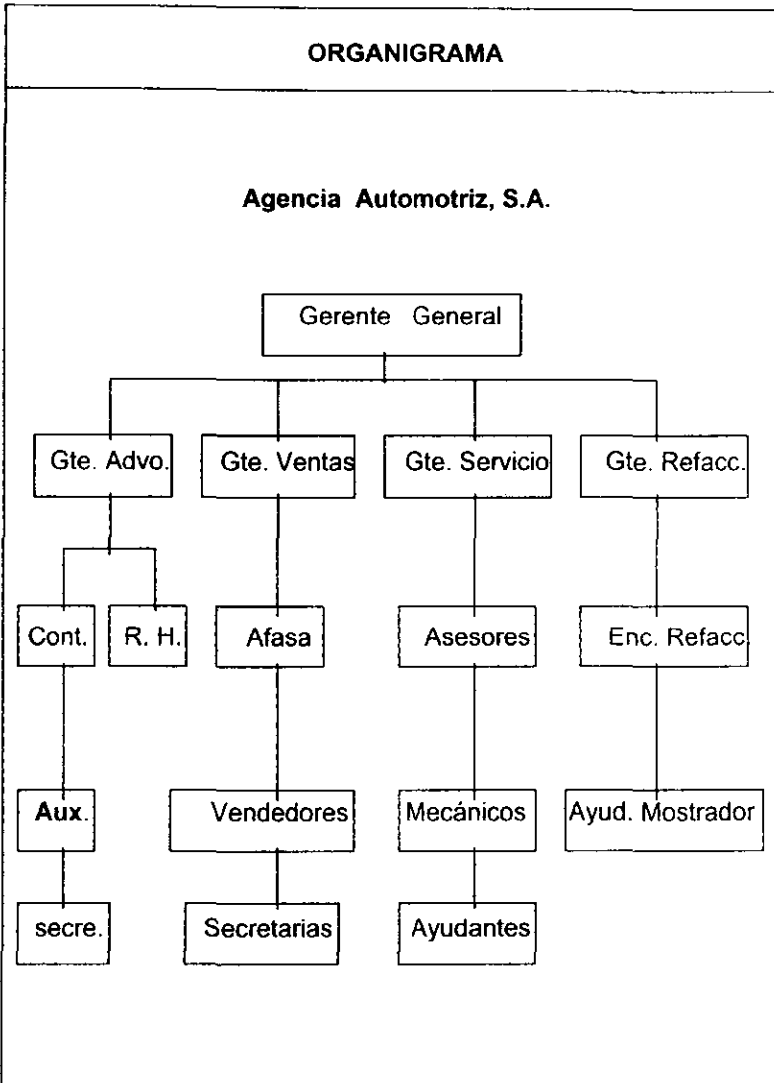 ORGANIGRAMA
Agencia Automotriz, S.A.
Gerente General
Gte. Advo. Gte. Ventas Gte. Servicio Gte. Refacc.
Cont. R. H. Afasa Asesores Enc. Refacc.
Aux. Vendedores Mecánicos Ayud. Mostrador
secre. Secretarias Ayudantes